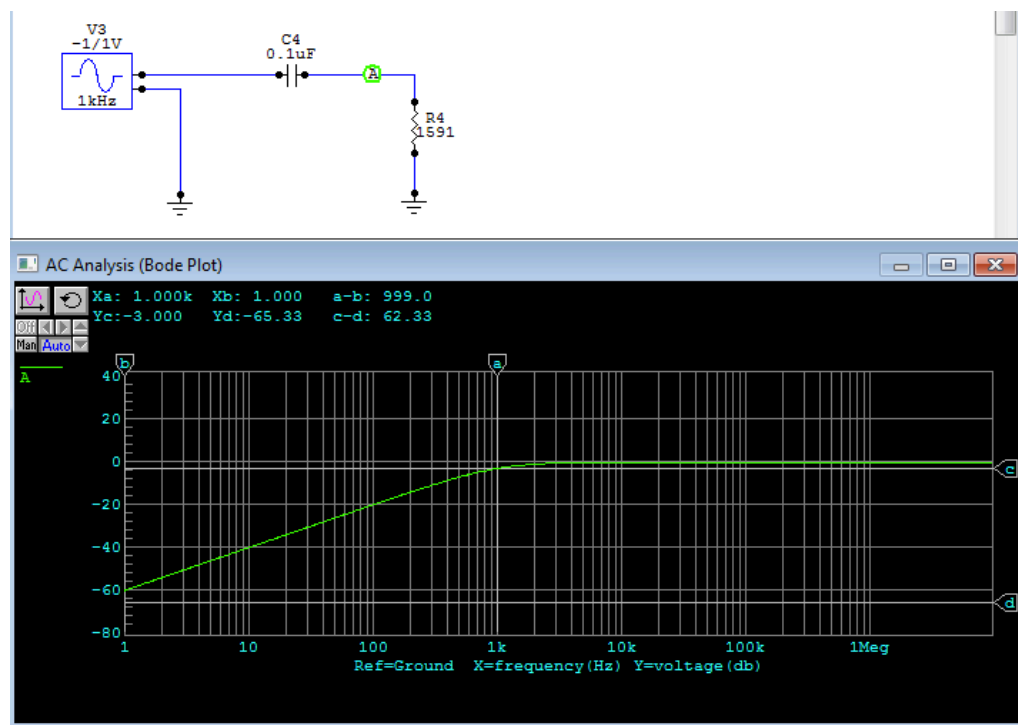 V3
-1/1V
1kHz
C4
0.1uF
A
R4
1591
AC Analysis (Bode Plot)
Xa: 1.000k Xb: 1.000 a-b: 999.0
Yc:-3.000 Yd:-65.33 c-d: 62.33
Off
Man Auto
A
b
a
40
20
0
c
-20
-40
-60
d
-80
1 10 100 1k 10k 100k 1Meg
Ref=Ground X=frequency(Hz) Y=voltage(db)